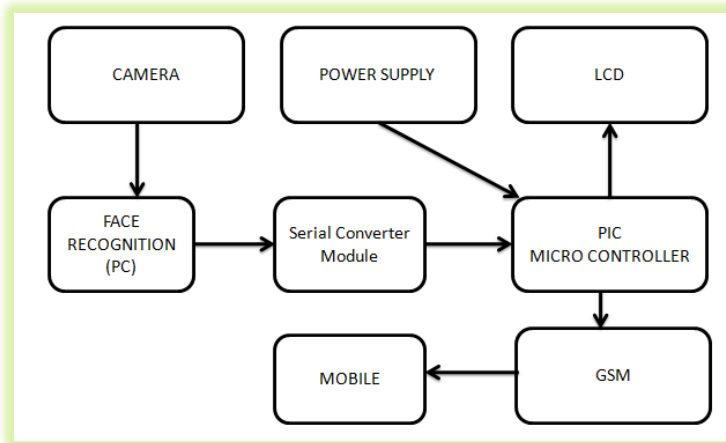 CAMERA
POWER SUPPLY
LCD
FACE
RECOGNITION
(PC)
Serial Converter
Module
PIC
MICRO CONTROLLER
MOBILE
GSM